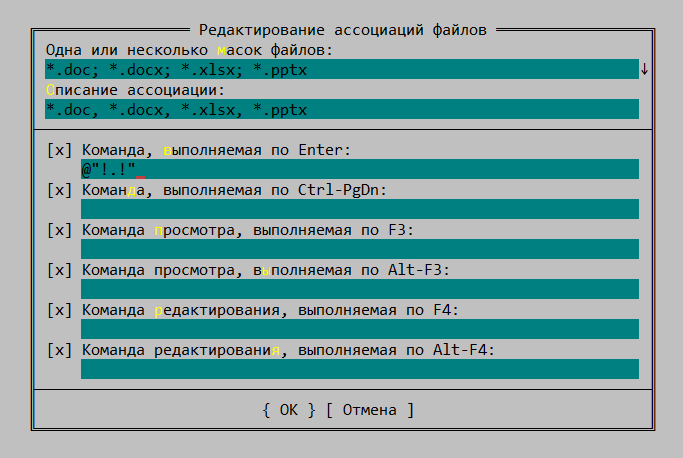 Редактирование ассоциаций файлов
Одна или несколько масок файлов:
*.doc; *.docx; *.xlsx; *.pptx ↓
Описание ассоциации:
*.doc, *.docx, *.xlsx, *.pptx
[x] Команда, выполняемая по Enter:
@"!.!"_
[x] Команда, выполняемая по Ctrl-PgDn:
[x] Команда просмотра, выполняемая по F3:
[x] Команда просмотра, выполняемая по Alt-F3:
[x] Команда редактирования, выполняемая по F4:
[x] Команда редактирования, выполняемая по Alt-F4:
{ OK } [ Отмена ]